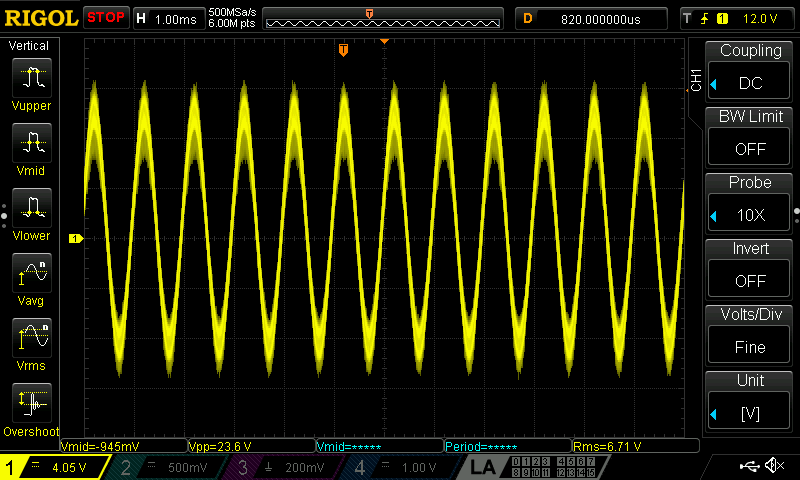 RIGOL STOP H 1.00ms 500MSa/s 6.00M pts D 820.000000us T 1 12.0 V
Vertical
Vupper
Vmid
Vlower
Vavg
Vrms
Overshoot
T
T
1
CH1
Coupling
DC
BW Limit
OFF
Probe
10X
Invert
OFF
Volts/Div
Fine
Unit
[V]
Vmid=-945mV Vpp=23.6 V Vmid=***** Period=***** Rms=6.71 V
1 4.05 V 2 500mV 3 200mV 4 1.00 V LA 0 1 2 3 4 5 6 7
8 9 10 11 12 13 14 15